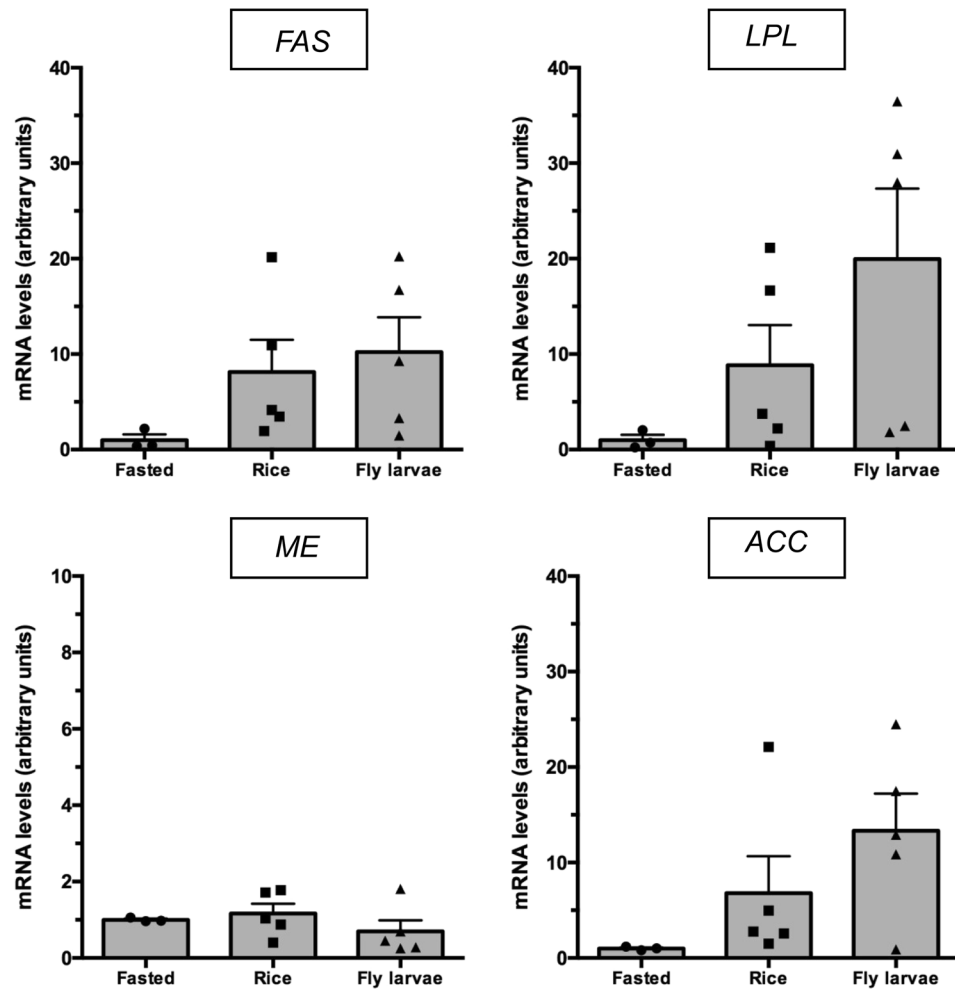 FAS
mRNA levels (arbitrary units)
40
30
20
10
0
Fasted Rice Fly larvae
LPL
mRNA levels (arbitrary units)
40
30
20
10
0
Fasted Rice Fly larvae
ME
mRNA levels (arbitrary units)
10
8
6
4
2
0
Fasted Rice Fly larvae
ACC
mRNA levels (arbitrary units)
40
30
20
10
0
Fasted Rice Fly larvae